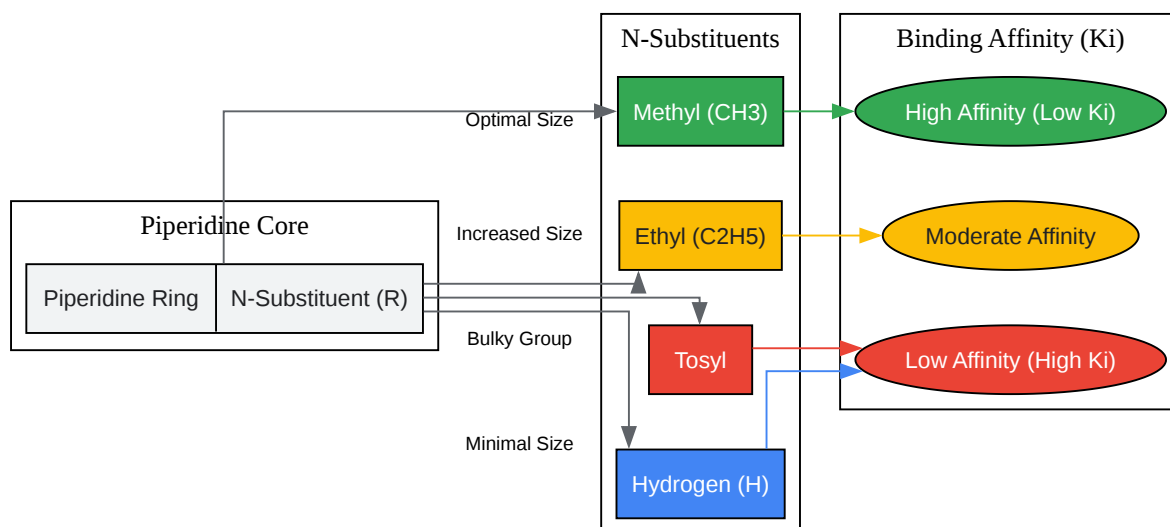 N-Substituents
Binding Affinity (Ki)
Optimal Size
Methyl (CH3)
High Affinity (Low Ki)
Piperidine Core
Increased Size
Ethyl (C2H5)
Moderate Affinity
Piperidine Ring
N-Substituent (R)
Bulky Group
Tosyl
Low Affinity (High Ki)
Minimal Size
Hydrogen (H)